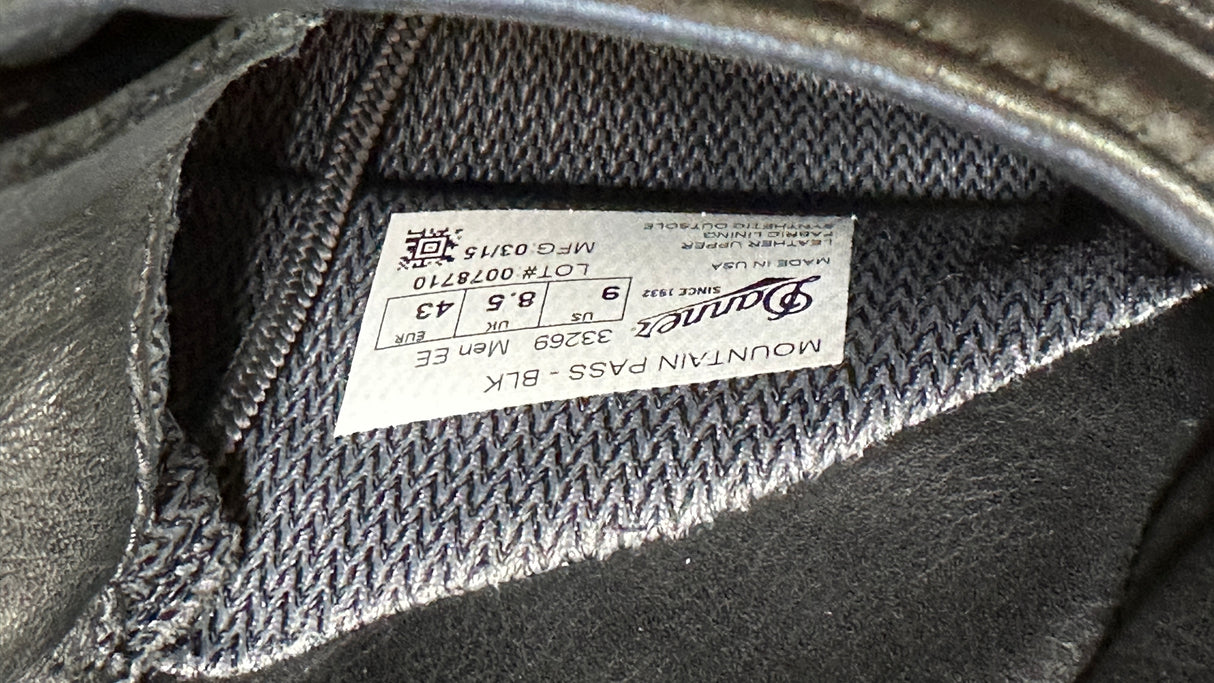 MOUNTAIN PASS - BLK
33269 Men EE
Danner
SINCE 1932
US UK EUR
9 8.5 43
MADE IN USA
LOT# 0078710
LEATHER UPPER
FABRIC LINING
SYNTHETIC OUTSOLE
MFG: 03/15